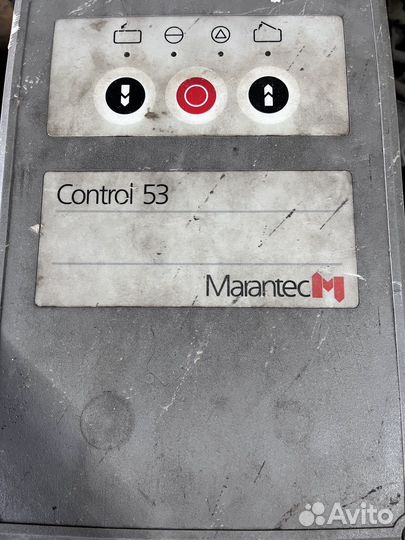 Control 53
Marantec
Avito